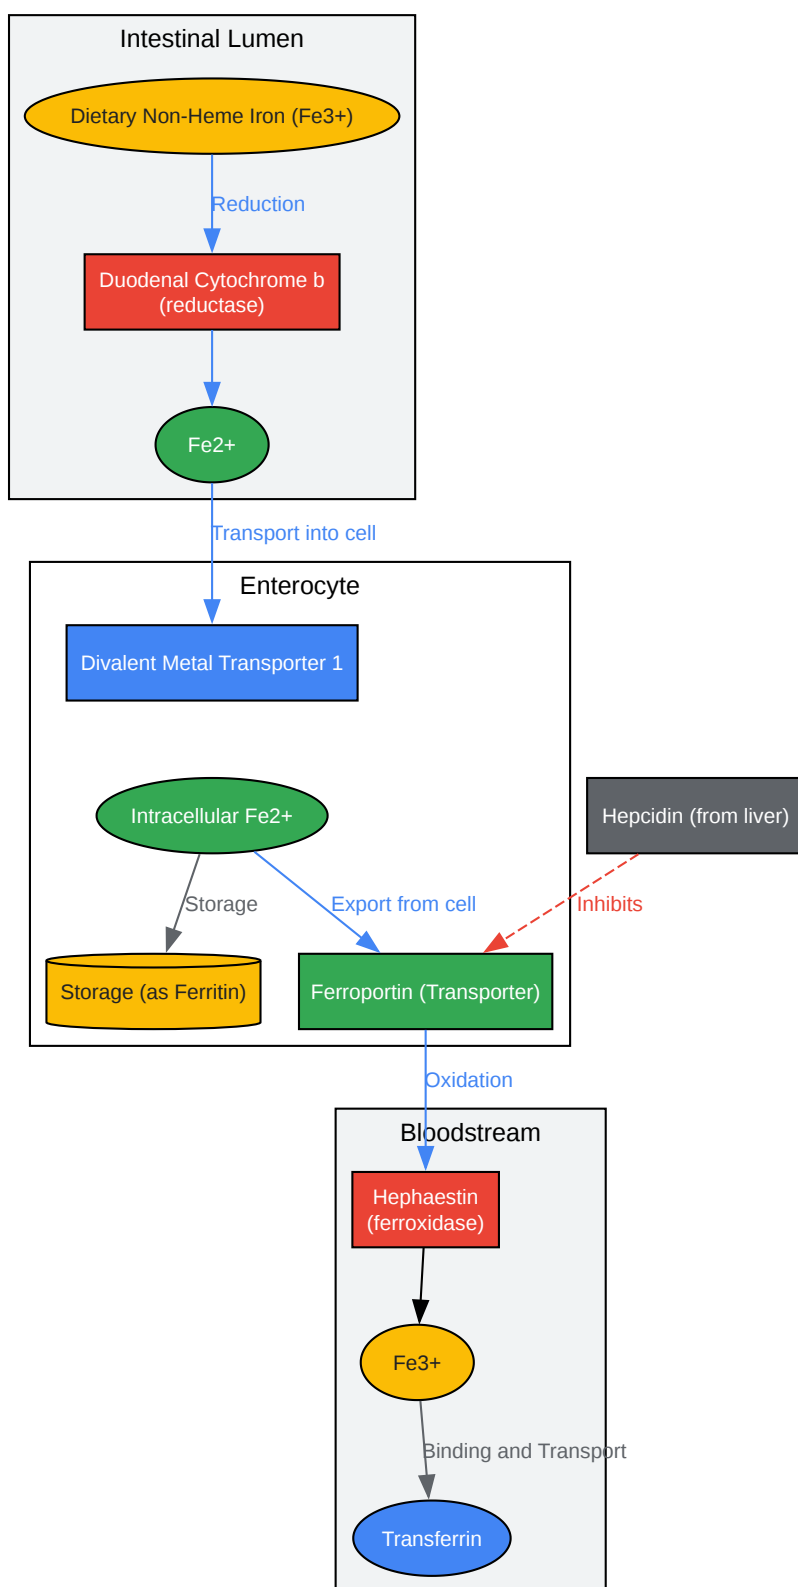 Intestinal Lumen
Dietary Non-Heme Iron (Fe3+)
Reduction
Duodenal Cytochrome b
(reductase)
Fe2+
Transport into cell
Enterocyte
Divalent Metal Transporter 1
Intracellular Fe2+
Hepcidin (from liver)
Storage
Export from cell
Inhibits
Storage (as Ferritin)
Ferroportin (Transporter)
Oxidation
Bloodstream
Hephaestin
(ferroxidase)
Fe3+
Binding and Transport
Transferrin